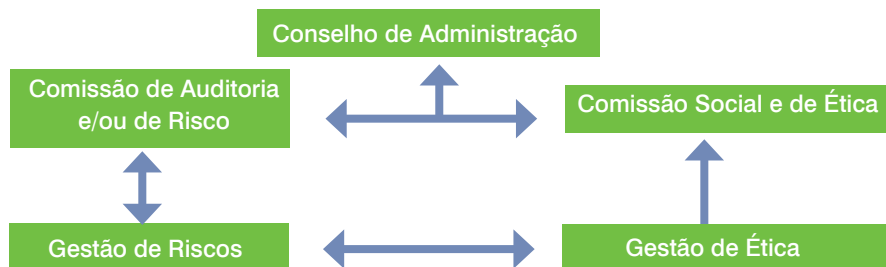 Conselho de Administração
Comissão de Auditoria
e/ou de Risco
Comissão Social e de Ética
Gestão de Riscos
Gestão de Ética